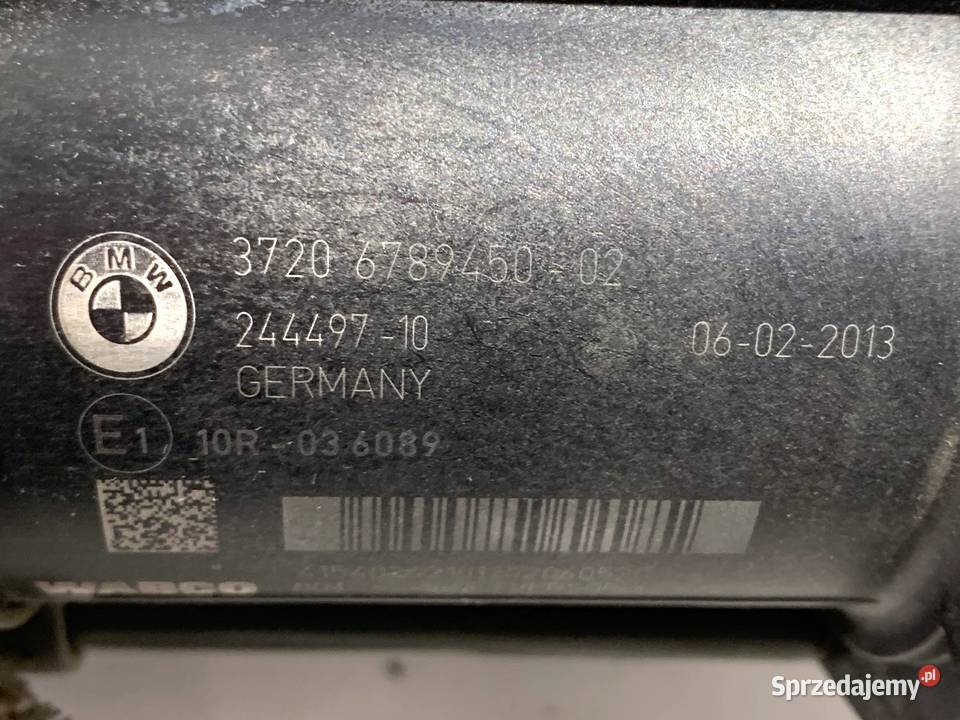 BMW
3720 6789450-02
244497-10
06-02-2013
GERMANY
E1 10R-03 6089
WABCO
Sprzedajemy.pl